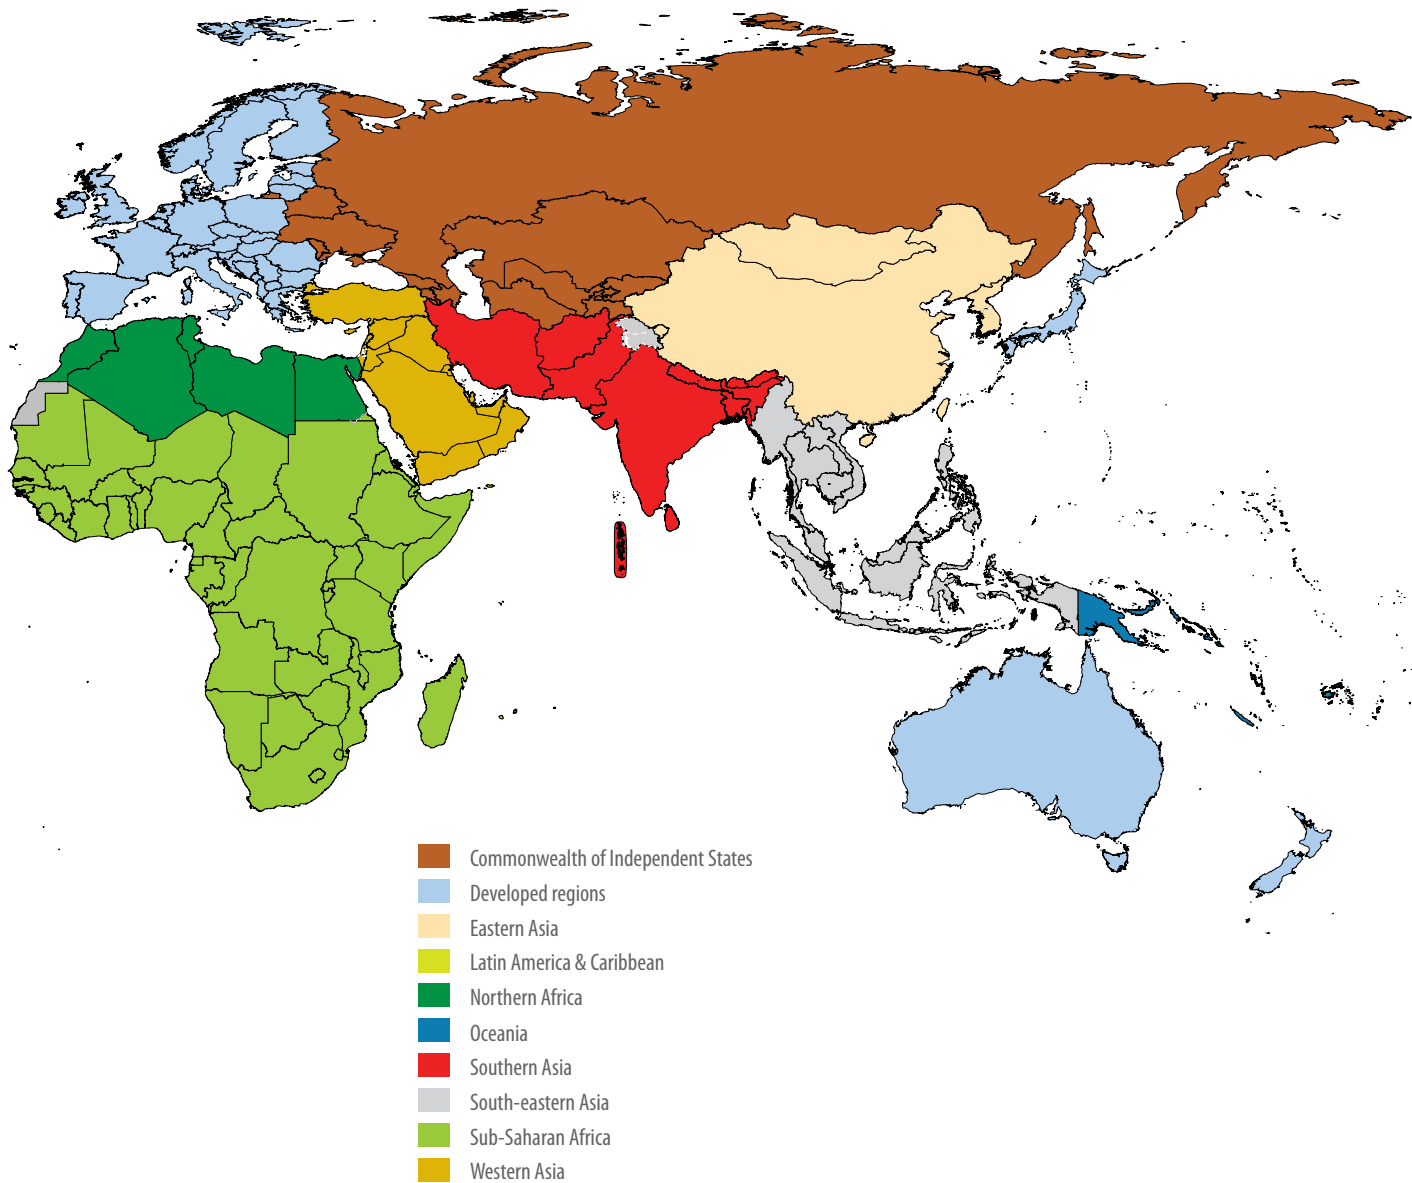 Commonwealth of Independent States
Developed regions
Eastern Asia
Latin America & Caribbean
Northern Africa
Oceania
Southern Asia
South-eastern Asia
Sub-Saharan Africa
Western Asia